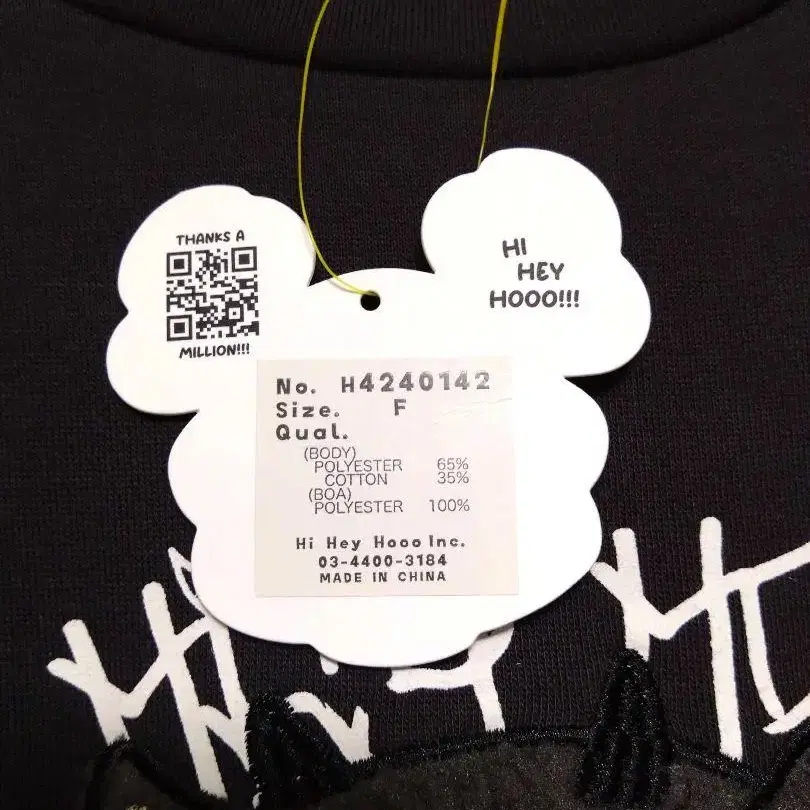 THANKS A
MILLION!!!
HI
HEY
HOOO!!!
No. H4240142
Size. F
Qual.
(BODY)
POLYESTER 65%
COTTON 35%
(BOA)
POLYESTER 100%
Hi Hey Hooo Inc.
03-4400-3184
MADE IN CHINA